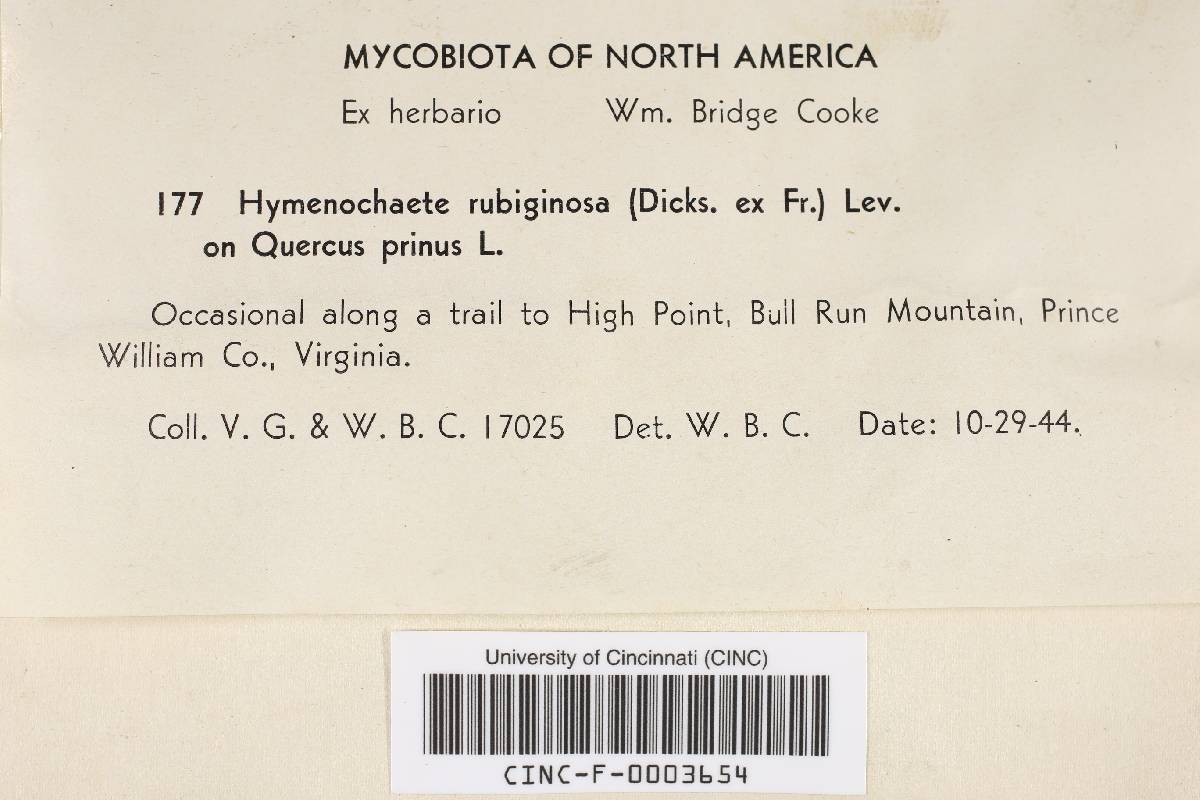 MYCOBIOTA OF NORTH AMERICA
Ex herbario Wm. Bridge Cooke
177 Hymenochaete rubiginosa (Dicks. ex Fr.) Lev.
on Quercus prinus L.
Occasional along a trail to High Point, Bull Run Mountain, Prince
William Co., Virginia.
Coll. V. G. & W. B. C. 17025 Det. W. B. C. Date: 10-29-44.
University of Cincinnati (CINC)
CINC-F-0003654